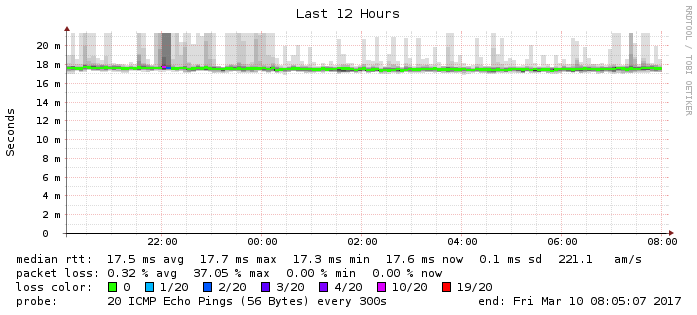 Last 12 Hours
RRDTOOL / TOBI OETIKER
Seconds
20 m
18 m
16 m
14 m
12 m
10 m
8 m
6 m
4 m
2 m
0
22:00 00:00 02:00 04:00 06:00 08:00
median rtt: 17.5 ms avg 17.7 ms max 17.3 ms min 17.6 ms now 0.1 ms sd 221.1 am/s
packet loss: 0.32 % avg 37.05 % max 0.00 % min 0.00 % now
loss color: 0 1/20 2/20 3/20 4/20 10/20 19/20
probe: 20 ICMP Echo Pings (56 Bytes) every 300s end: Fri Mar 10 08:05:07 2017